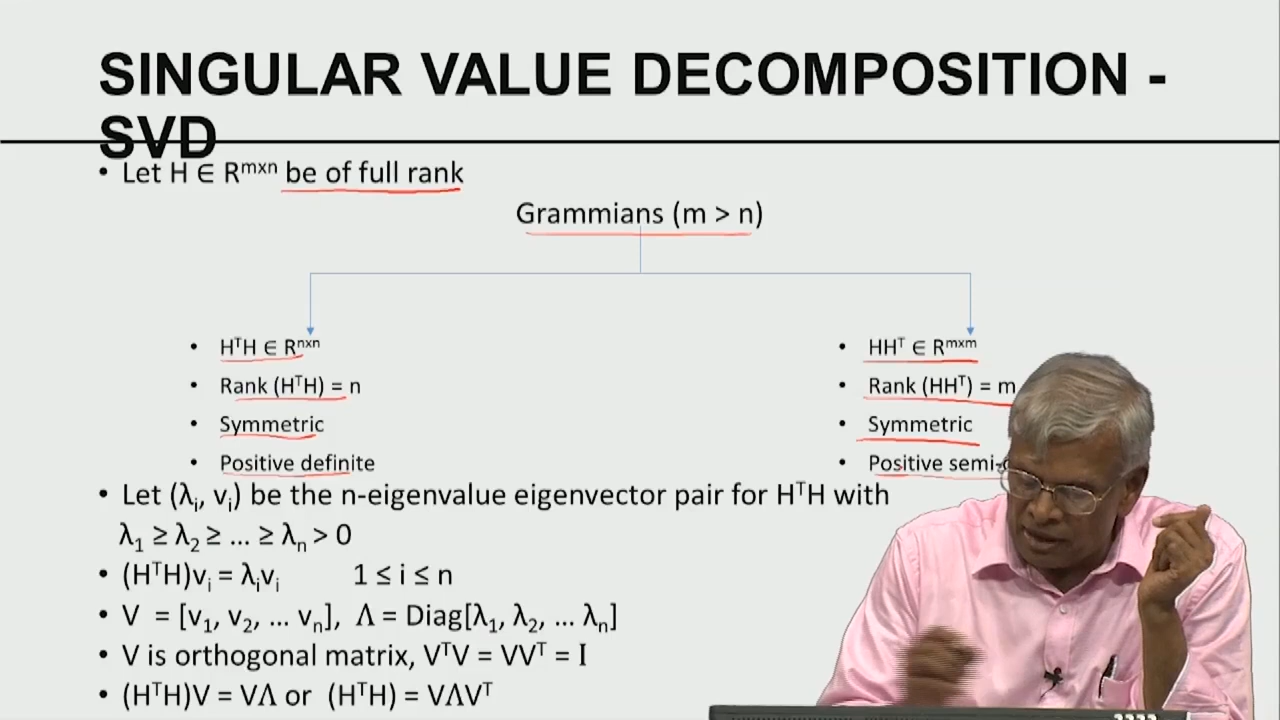 SINGULAR VALUE DECOMPOSITION -
SVD
• Let H ∈ Rᵐˣⁿ be of full rank
Grammians (m > n)
• HᵀH ∈ Rⁿˣⁿ
• Rank (HᵀH) = n
• Symmetric
• Positive definite
• HHᵀ ∈ Rᵐˣᵐ
• Rank (HHᵀ) = m
• Symmetric
• Positive semi-
• Let (λᵢ, vᵢ) be the n-eigenvalue eigenvector pair for HᵀH with
λ₁ ≥ λ₂ ≥ ... ≥ λₙ > 0
• (HᵀH)vᵢ = λᵢvᵢ 1 ≤ i ≤ n
• V = [v₁, v₂, ... vₙ], Λ = Diag[λ₁, λ₂, ... λₙ]
• V is orthogonal matrix, VᵀV = VVᵀ = I
• (HᵀH)V = VΛ or (HᵀH) = VΛVᵀ